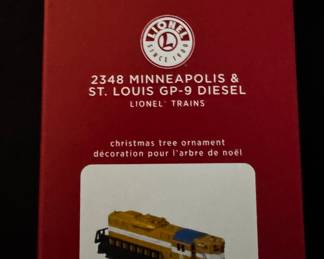 LIONEL
L
SINCE 1900
2348 MINNEAPOLIS &
ST. LOUIS GP-9 DIESEL
LIONEL® TRAINS
christmas tree ornament
décoration pour l'arbre de noël